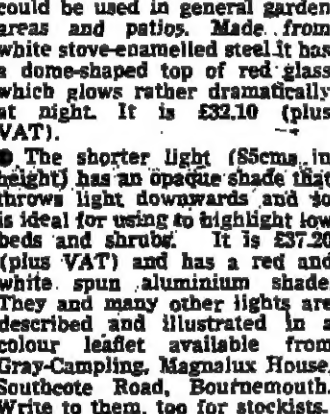 could be used in general garden
areas and patios. Made from
white stove-enamelled steel it has
a dome-shaped top of red glass
which glows rather dramatically
at night. It is £32.10 (plus
VAT).
● The shorter light (85cms in
height) has an opaque shade that
throws light downwards and so
is ideal for using to highlight low
beds and shrubs. It is £37.20
(plus VAT) and has a red and
white spun aluminium shade.
They and many other lights are
described and illustrated in a
colour leaflet available from
Gray-Campling, Magnalux House,
Southcote Road, Bournemouth.
Write to them, too for stockists.